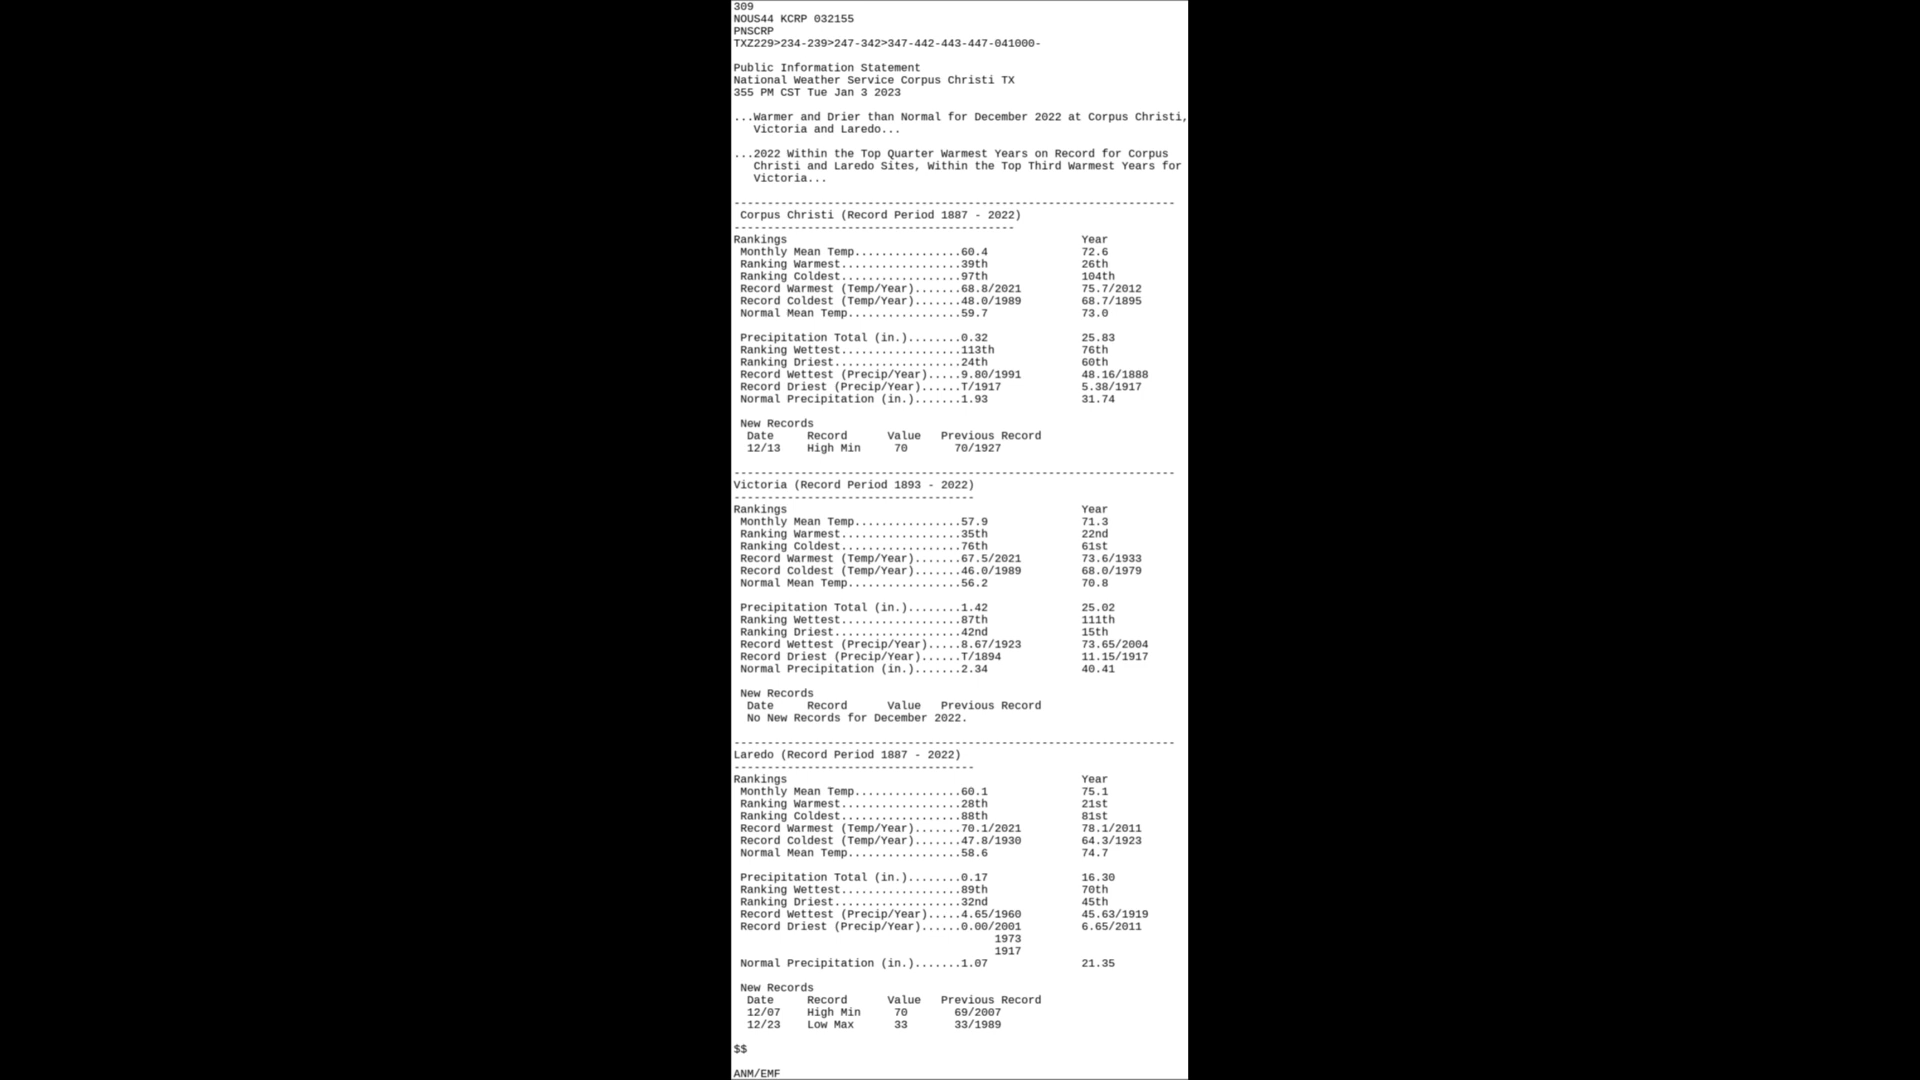 309
NOUS44 KCRP 032155
PNSCRP
TXZ229>234-239>247-342>347-442-443-447-041000-
Public Information Statement
National Weather Service Corpus Christi TX
355 PM CST Tue Jan 3 2023
...Warmer and Drier than Normal for December 2022 at Corpus Christi,
Victoria and Laredo...
...2022 Within the Top Quarter Warmest Years on Record for Corpus
Christi and Laredo Sites, Within the Top Third Warmest Years for
Victoria...
------------------------------------------------------------------
Corpus Christi (Record Period 1887 - 2022)
------------------------------------------
Rankings Year
Monthly Mean Temp................60.4 72.6
Ranking Warmest..................39th 26th
Ranking Coldest..................97th 104th
Record Warmest (Temp/Year).......68.8/2021 75.7/2012
Record Coldest (Temp/Year).......48.0/1989 68.7/1895
Normal Mean Temp.................59.7 73.0
Precipitation Total (in.)........0.32 25.83
Ranking Wettest..................113th 76th
Ranking Driest...................24th 60th
Record Wettest (Precip/Year).....9.80/1991 48.16/1888
Record Driest (Precip/Year)......T/1917 5.38/1917
Normal Precipitation (in.).......1.93 31.74
New Records
Date Record Value Previous Record
12/13 High Min 70 70/1927
------------------------------------------------------------------
Victoria (Record Period 1893 - 2022)
------------------------------------
Rankings Year
Monthly Mean Temp................57.9 71.3
Ranking Warmest..................35th 22nd
Ranking Coldest..................76th 61st
Record Warmest (Temp/Year).......67.5/2021 73.6/1933
Record Coldest (Temp/Year).......46.0/1989 68.0/1979
Normal Mean Temp.................56.2 70.8
Precipitation Total (in.)........1.42 25.02
Ranking Wettest..................87th 111th
Ranking Driest...................42nd 15th
Record Wettest (Precip/Year).....8.67/1923 73.65/2004
Record Driest (Precip/Year)......T/1894 11.15/1917
Normal Precipitation (in.).......2.34 40.41
New Records
Date Record Value Previous Record
No New Records for December 2022.
------------------------------------------------------------------
Laredo (Record Period 1887 - 2022)
------------------------------------
Rankings Year
Monthly Mean Temp................60.1 75.1
Ranking Warmest..................28th 21st
Ranking Coldest..................88th 81st
Record Warmest (Temp/Year).......70.1/2021 78.1/2011
Record Coldest (Temp/Year).......47.8/1930 64.3/1923
Normal Mean Temp.................58.6 74.7
Precipitation Total (in.)........0.17 16.30
Ranking Wettest..................89th 70th
Ranking Driest...................32nd 45th
Record Wettest (Precip/Year).....4.65/1960 45.63/1919
Record Driest (Precip/Year)......0.00/2001 6.65/2011
1973
1917
Normal Precipitation (in.).......1.07 21.35
New Records
Date Record Value Previous Record
12/07 High Min 70 69/2007
12/23 Low Max 33 33/1989
$$
ANM/EMF